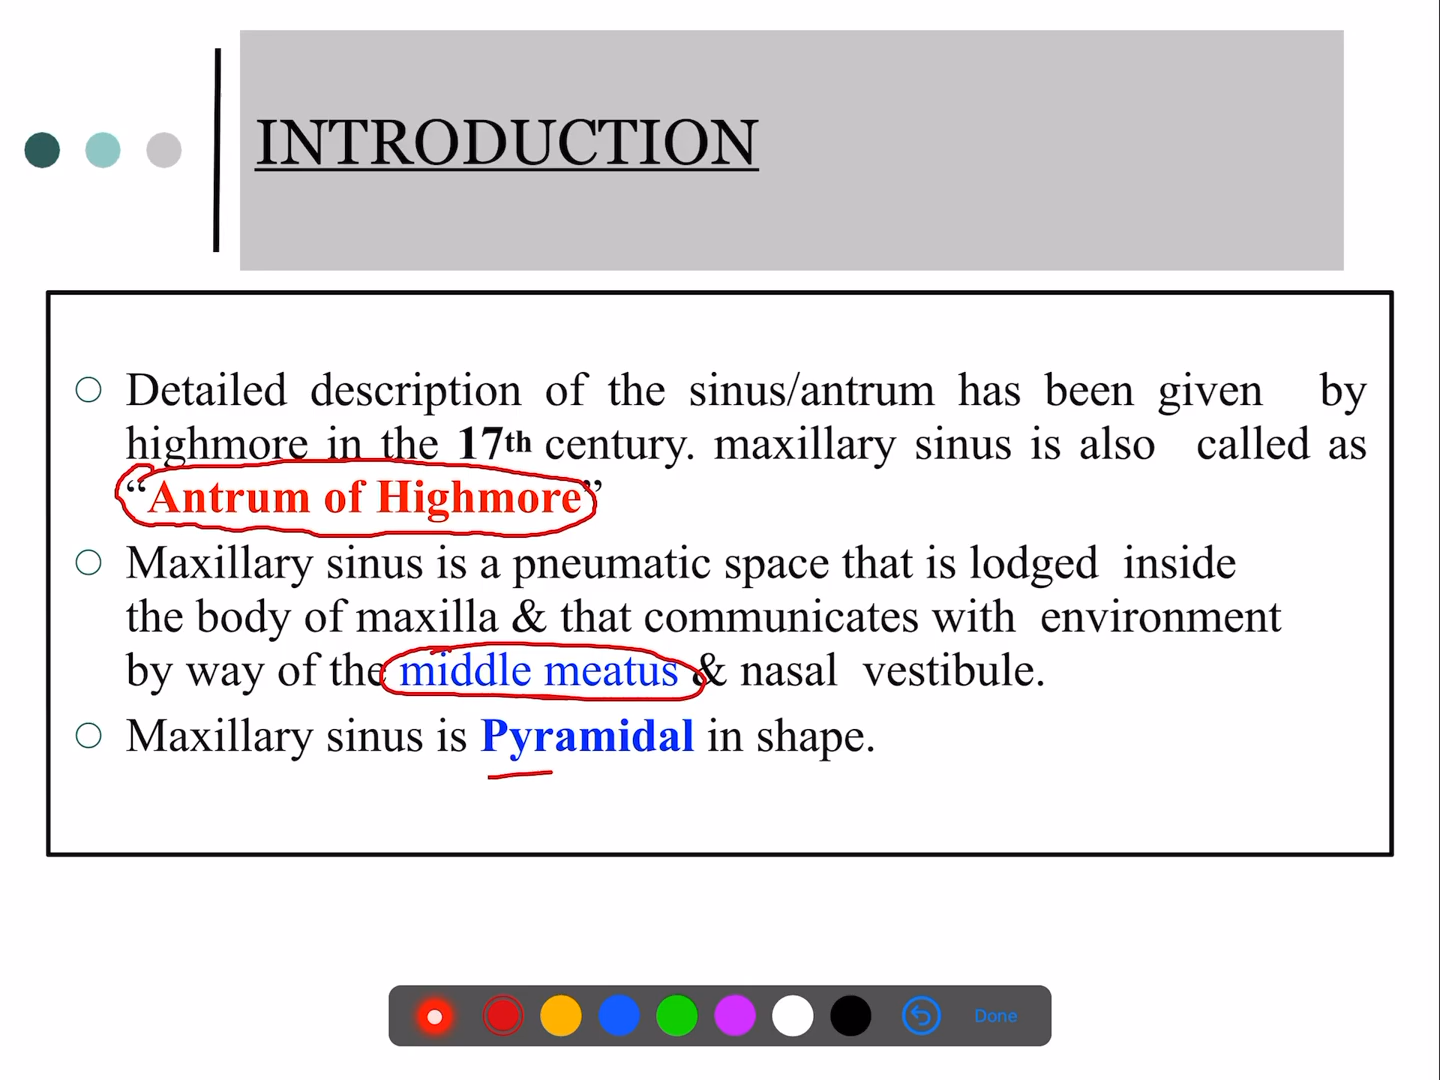 INTRODUCTION
Detailed description of the sinus/antrum has been given by
highmore in the 17th century. maxillary sinus is also called as
“Antrum of Highmore”
Maxillary sinus is a pneumatic space that is lodged inside
the body of maxilla & that communicates with environment
by way of the middle meatus & nasal vestibule.
Maxillary sinus is Pyramidal in shape.
Done